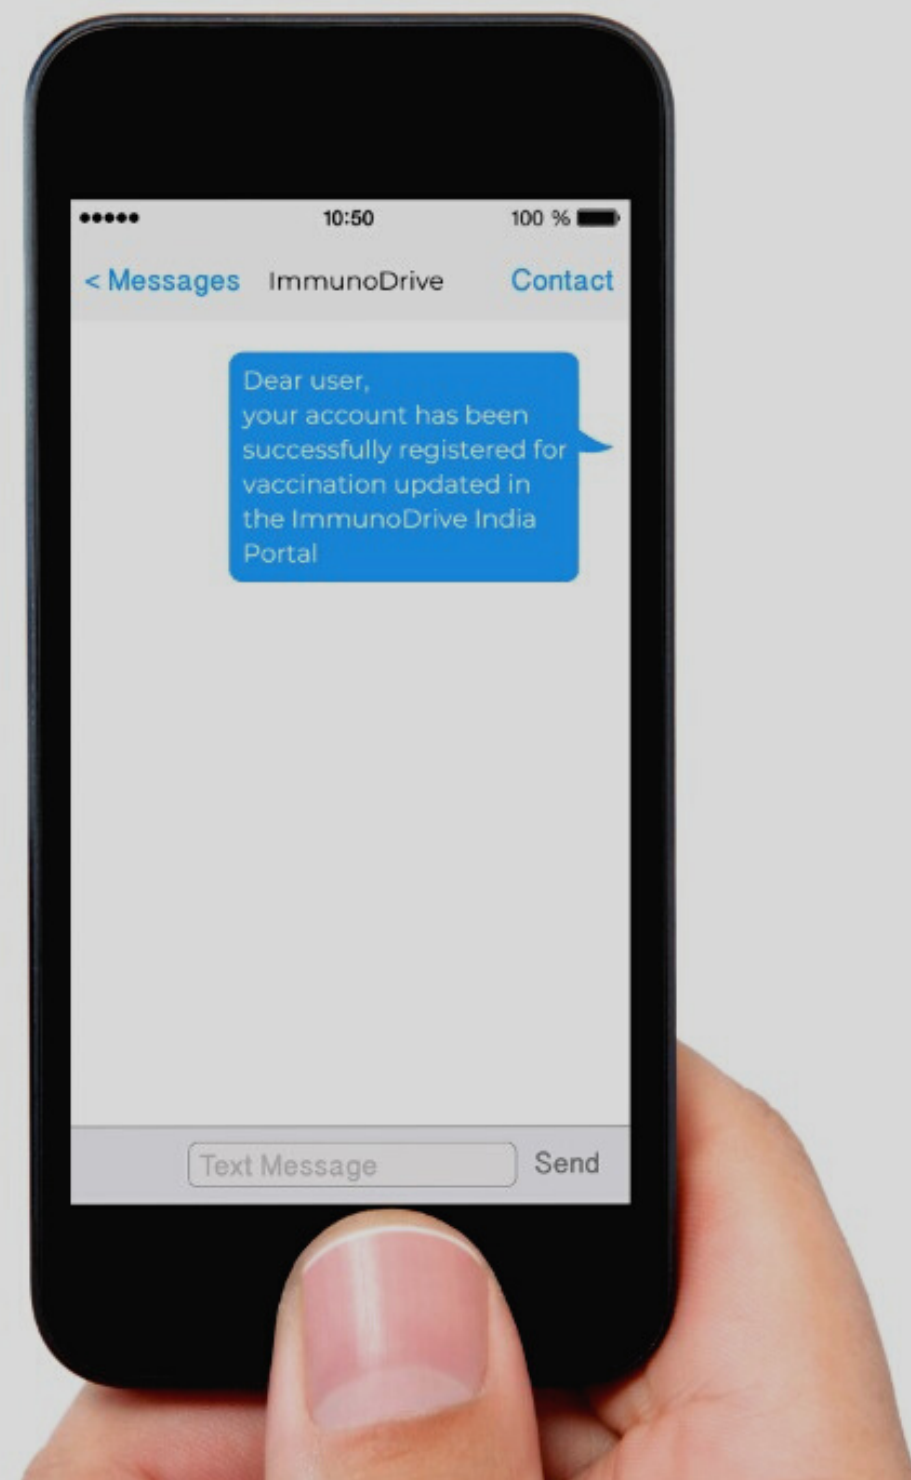 10:50 100 %
< Messages ImmunoDrive Contact
Dear user,
your account has been
successfully registered for
vaccination updated in
the ImmunoDrive India
Portal
Text Message Send